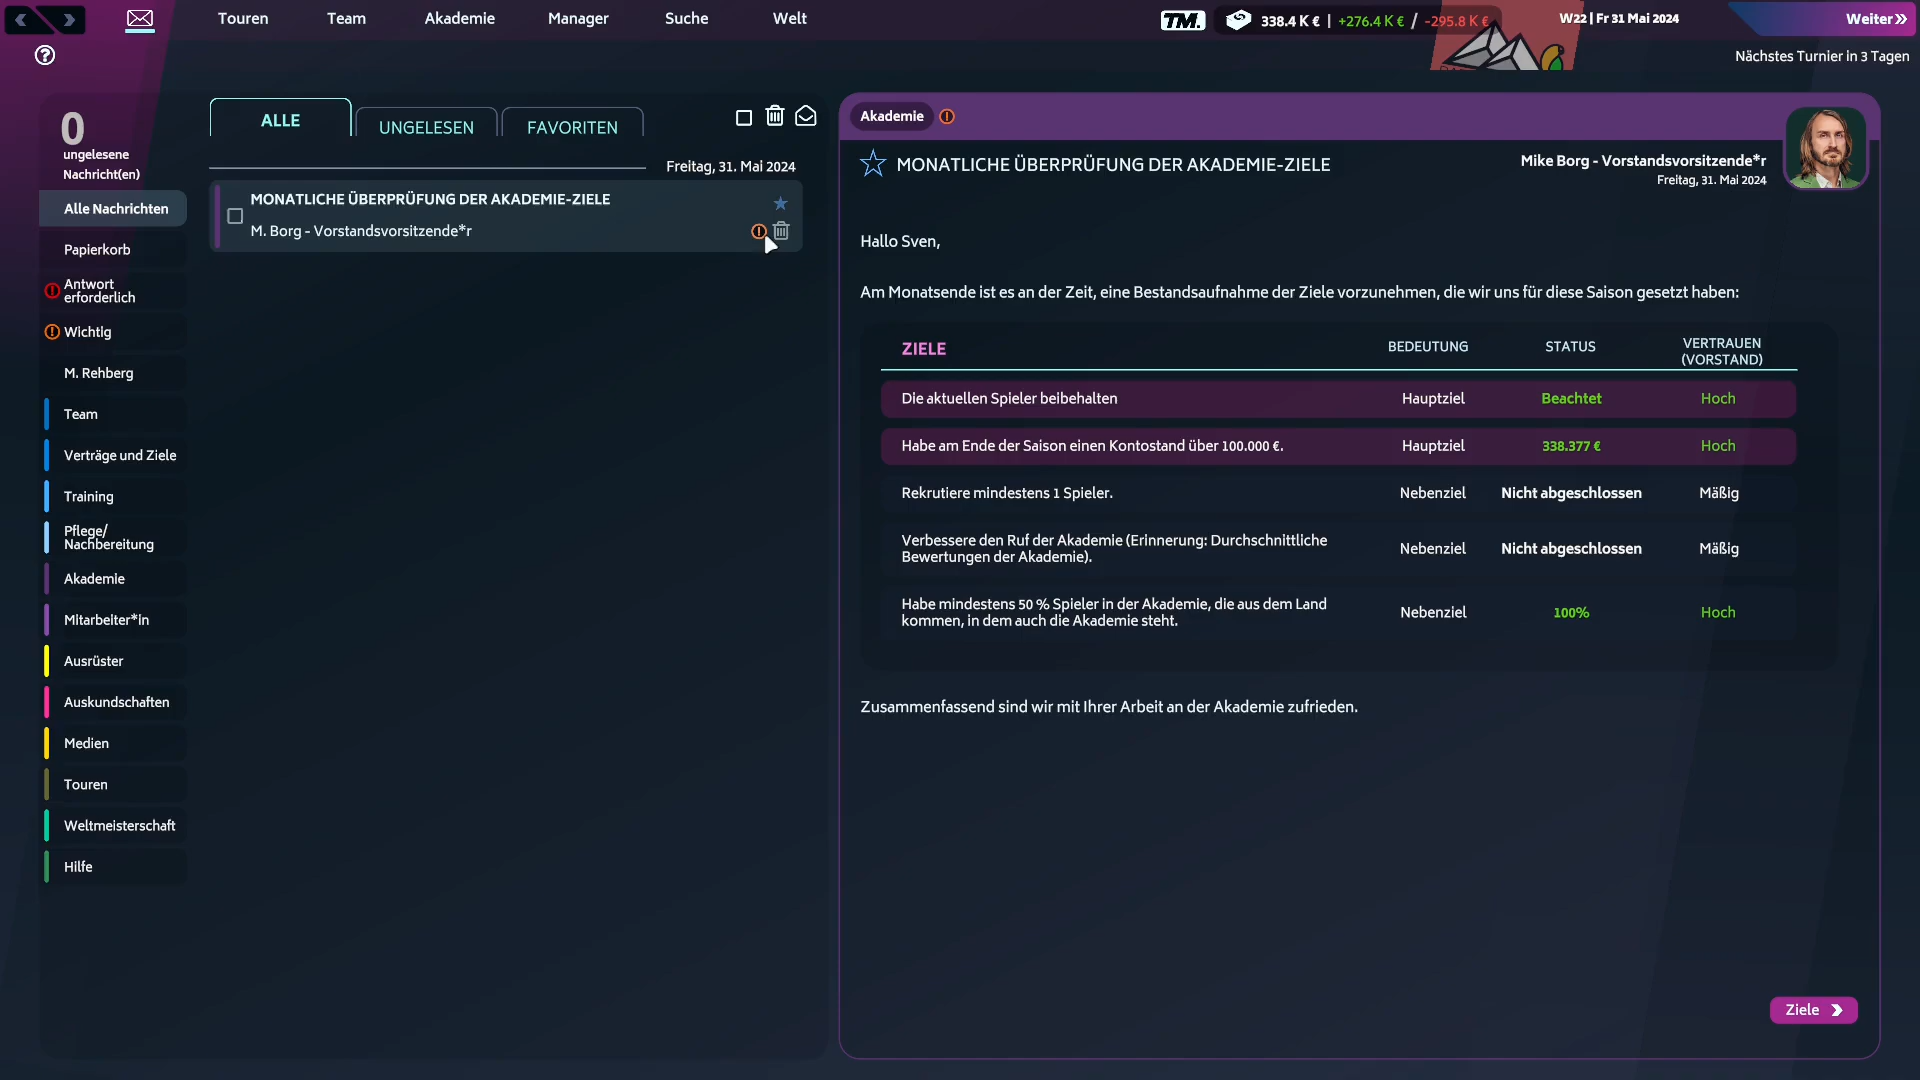 Touren
Team
Akademie
Manager
Suche
Welt
TM.
338.4 K € | +276.4 K € / -295.8 K €
W22 | Fr 31 Mai 2024
Weiter
Nächstes Turnier in 3 Tagen
0
ungelesene
Nachricht(en)
Alle Nachrichten
Papierkorb
Antwort
erforderlich
Wichtig
M. Rehberg
Team
Verträge und Ziele
Training
Pflege/
Nachbereitung
Akademie
Mitarbeiter*in
Ausrüster
Auskundschaften
Medien
Touren
Weltmeisterschaft
Hilfe
ALLE
UNGELESEN
FAVORITEN
Freitag, 31. Mai 2024
MONATLICHE ÜBERPRÜFUNG DER AKADEMIE-ZIELE
M. Borg - Vorstandsvorsitzende*r
Akademie
MONATLICHE ÜBERPRÜFUNG DER AKADEMIE-ZIELE
Mike Borg - Vorstandsvorsitzende*r
Freitag, 31. Mai 2024
Hallo Sven,
Am Monatsende ist es an der Zeit, eine Bestandsaufnahme der Ziele vorzunehmen, die wir uns für diese Saison gesetzt haben:
ZIELE
BEDEUTUNG
STATUS
VERTRAUEN
(VORSTAND)
Die aktuellen Spieler beibehalten
Hauptziel
Beachtet
Hoch
Habe am Ende der Saison einen Kontostand über 100.000 €.
Hauptziel
338.377 €
Hoch
Rekrutiere mindestens 1 Spieler.
Nebenziel
Nicht abgeschlossen
Mäßig
Verbessere den Ruf der Akademie (Erinnerung: Durchschnittliche
Bewertungen der Akademie).
Nebenziel
Nicht abgeschlossen
Mäßig
Habe mindestens 50 % Spieler in der Akademie, die aus dem Land
kommen, in dem auch die Akademie steht.
Nebenziel
100%
Hoch
Zusammenfassend sind wir mit Ihrer Arbeit an der Akademie zufrieden.
Ziele